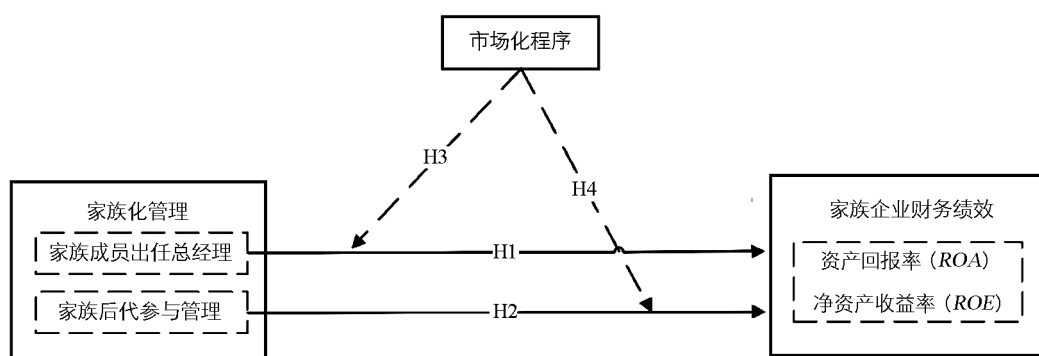 市场化程序
H3
H4
家族化管理
家族企业财务绩效
家族成员出任总经理
H1
资产回报率（ROA）
家族后代参与管理
H2
净资产收益率（ROE）